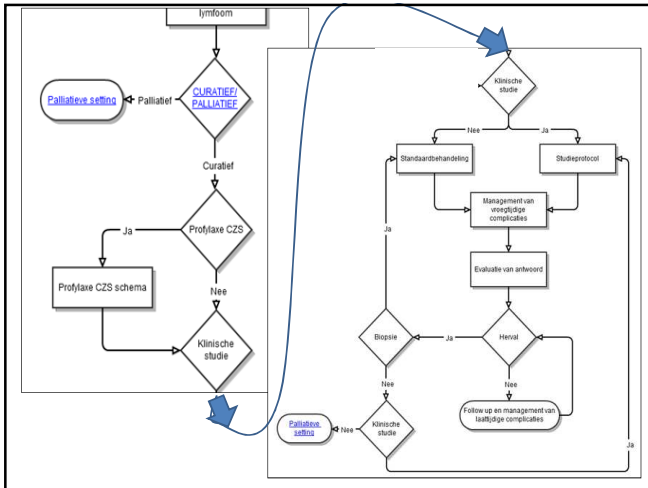 lymfoom
CURATIEF/
PALLIATIEF
Palliatief
Palliatieve setting
Curatief
Profylaxe CZS
Ja
Profylaxe CZS schema
Nee
Klinische
studie
Klinische
studie
Nee
Ja
Standaardbehandeling
Studieprotocol
Management van
vroegtijdige
complicaties
Evaluatie van antwoord
Ja
Herval
Ja
Biopsie
Nee
Follow up en management van
laattijdige complicaties
Nee
Klinische
studie
Nee
Palliatieve
setting
Ja